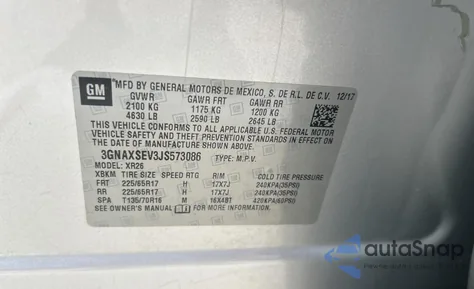 GM
MFD BY GENERAL MOTORS DE MEXICO, S. DE R.L. DE C.V. 12/17
GVWR GAWR FRT GAWR RR
2100 KG 1175 KG 1200 KG
4630 LB 2590 LB 2645 LB
THIS VEHICLE CONFORMS TO ALL APPLICABLE U.S. FEDERAL
MOTOR VEHICLE SAFETY, BUMPER, AND
THEFT PREVENTION STANDARDS IN EFFECT ON
THE DATE OF MANUFACTURE SHOWN ABOVE.
3GNAXSEV3JS573086 TYPE: M.P.V.
MODEL: XR26
XBKM TIRE SIZE SPEED RTG RIM COLD TIRE PRESSURE
FRT 225/65R17 H 17X7J 240KPA(35PSI)
RR 225/65R17 H 17X7J 240KPA(35PSI)
SPA T135/70R16 M 16X4BT 420KPA(60PSI)
SEE OWNER'S MANUAL FOR MORE INFORMATION.
autoSnap